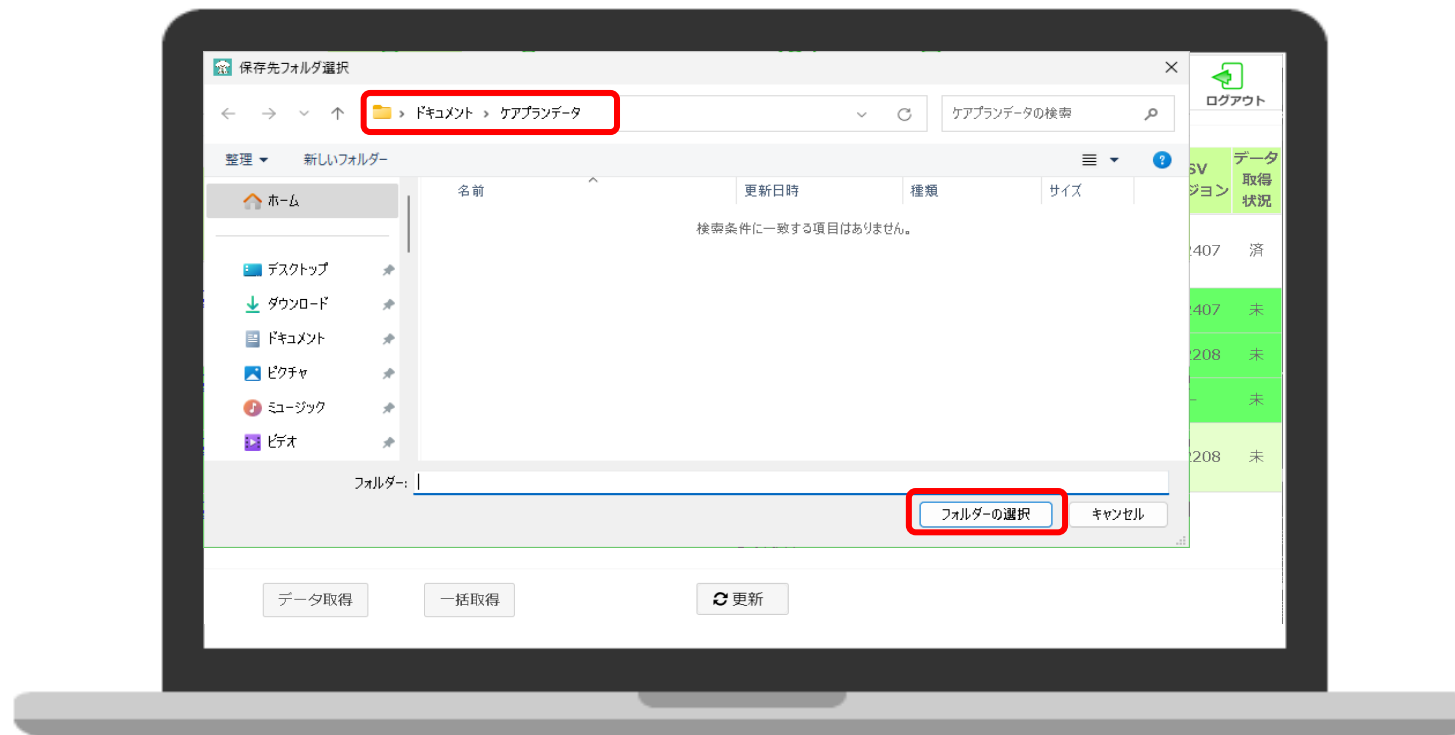 保存先フォルダ選択
ログアウト
ドキュメント › ケアプランデータ
ケアプランデータの検索
整理
新しいフォルダー
SV
ジョン
データ
取得
状況
ホーム
名前
更新日時
種類
サイズ
検索条件に一致する項目はありません。
2407 済
デスクトップ
ダウンロード
2407 未
ドキュメント
2208 未
ピクチャ
- 未
ミュージック
ビデオ
2208 未
フォルダー:
フォルダーの選択
キャンセル
データ取得
一括取得
更新